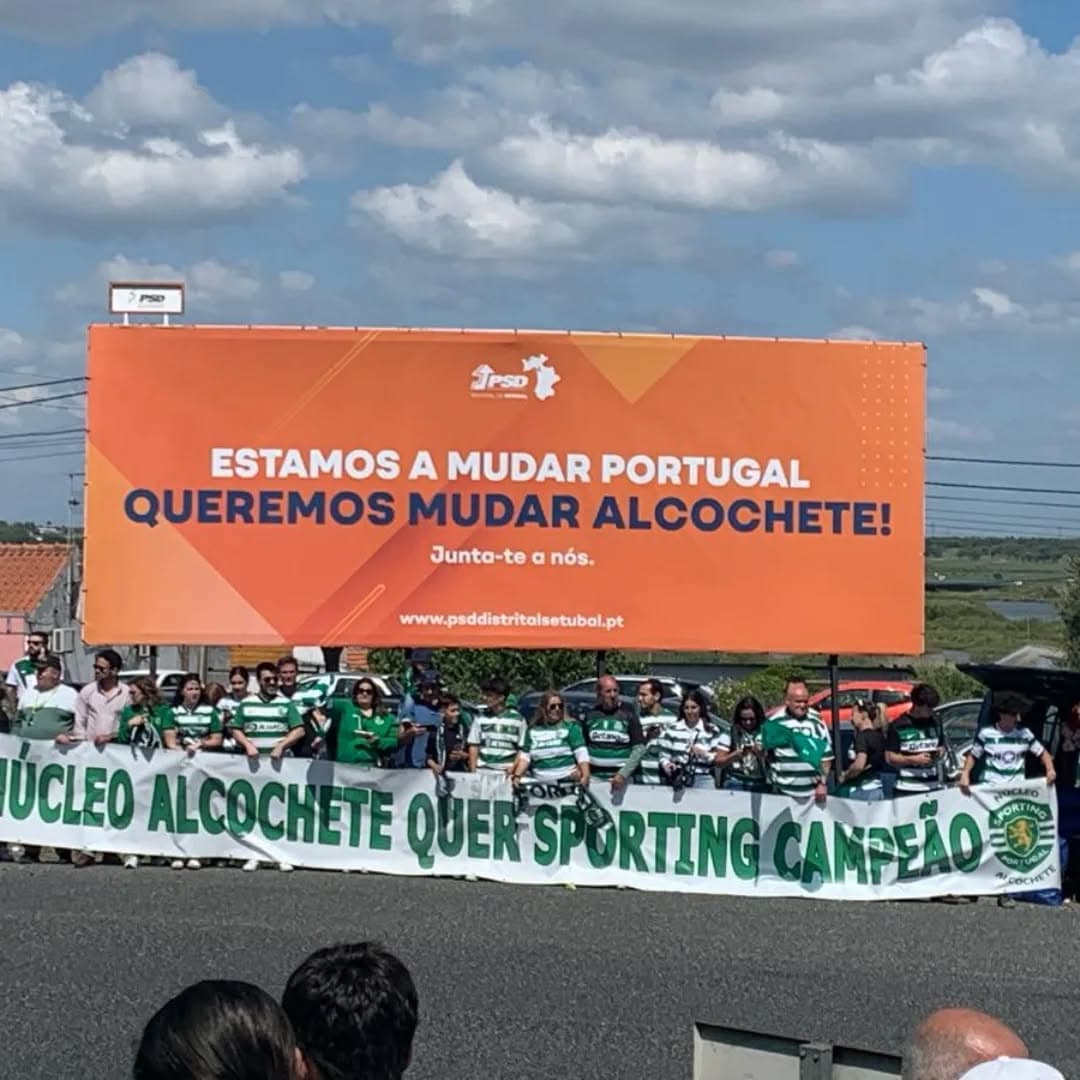 PSD
PSD
ESTAMOS A MUDAR PORTUGAL
QUEREMOS MUDAR ALCOCHETE!
Junta-te a nós.
www.psddistritalsetubal.pt
NÚCLEO ALCOCHETE QUER SPORTING CAMPEÃO
NÚCLEO
SPORTING
PORTUGAL
ALCOCHETE